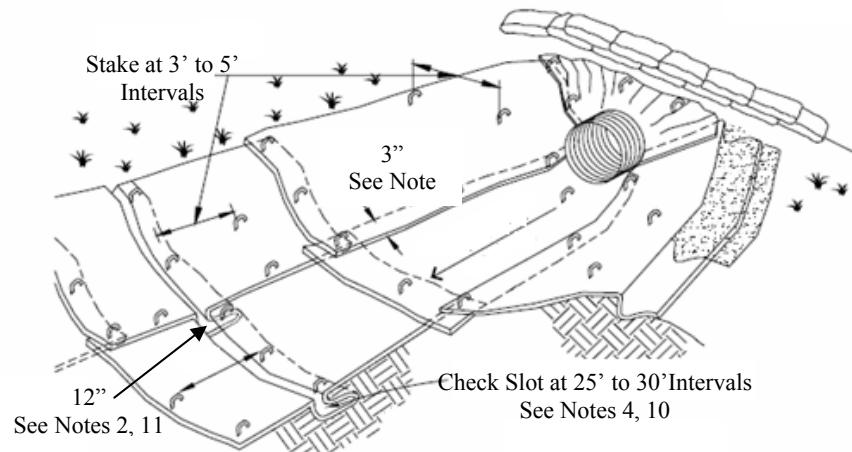 Stake at 3’ to 5’
Intervals
3”
See Note
12”
See Notes 2, 11
Check Slot at 25’ to 30’Intervals
See Notes 4, 10